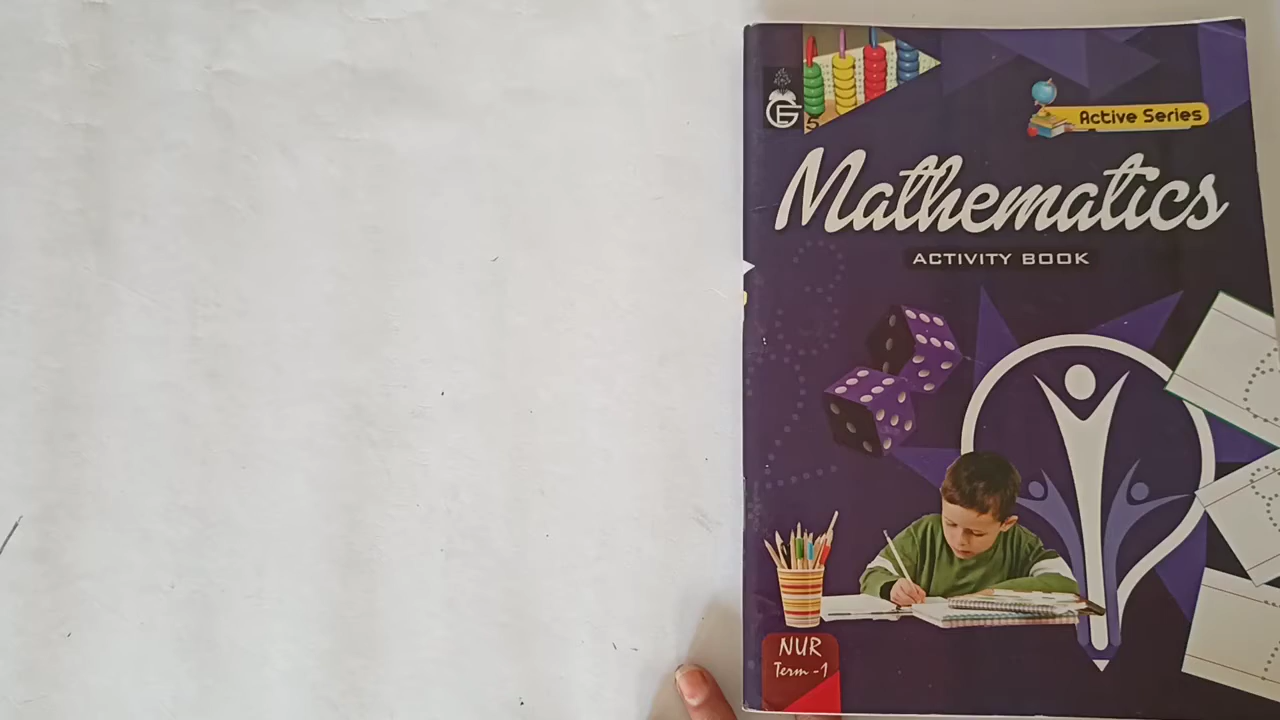 Active Series
Mathematics
ACTIVITY BOOK
NUR
Term -1